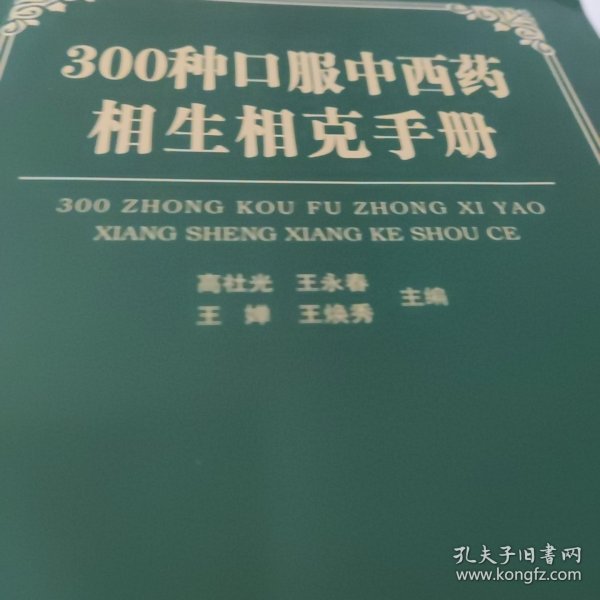 300种口服中西药
相生相克手册
300 ZHONG KOU FU ZHONG XI YAO
XIANG SHENG XIANG KE SHOU CE
高社光 王永春
王婵 王焕秀 主编
孔夫子旧书网
www.kongfz.com